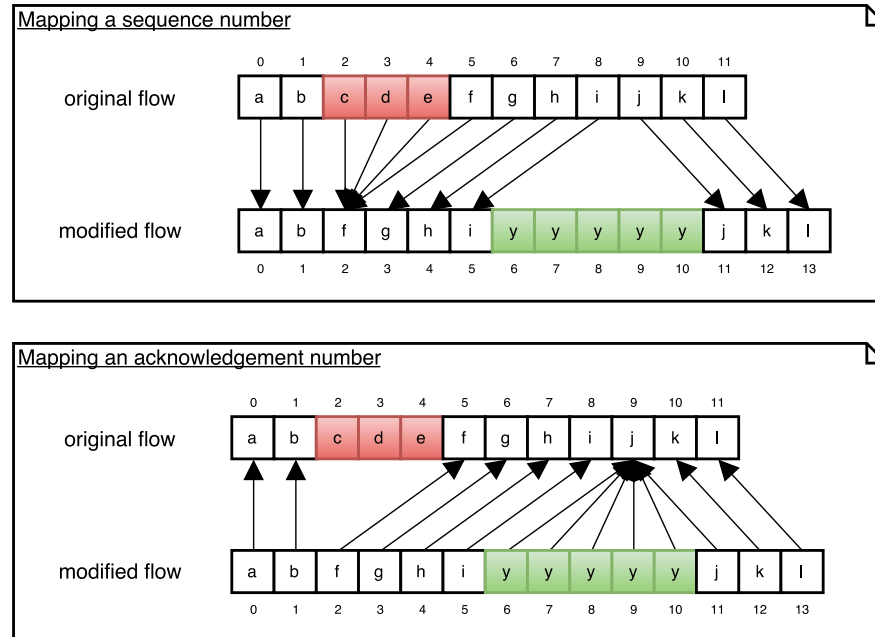 Mapping a sequence number
0 1 2 3 4 5 6 7 8 9 10 11
original flow a b c d e f g h i j k l
modified flow a b f g h i y y y y y j k l
0 1 2 3 4 5 6 7 8 9 10 11 12 13
Mapping an acknowledgement number
0 1 2 3 4 5 6 7 8 9 10 11
original flow a b c d e f g h i j k l
modified flow a b f g h i y y y y y j k l
0 1 2 3 4 5 6 7 8 9 10 11 12 13